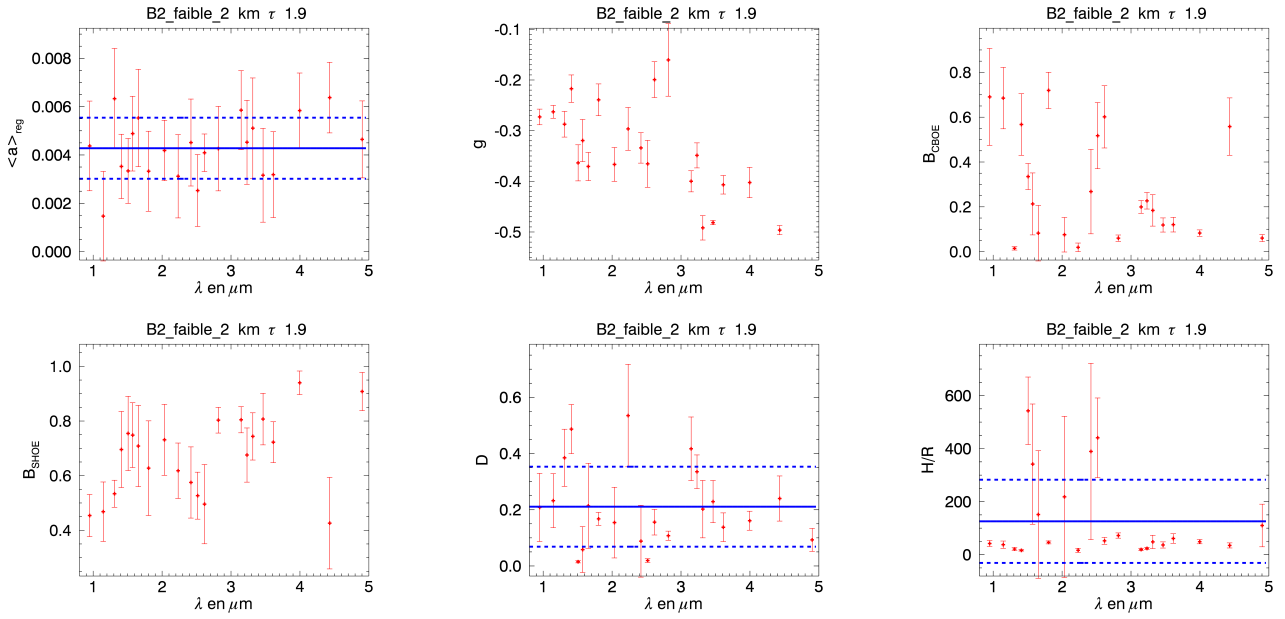 B2_faible_2 km τ 1.9
<a>reg
0.008
0.006
0.004
0.002
0.000
1 2 3 4 5
λ en μm
B2_faible_2 km τ 1.9
g
-0.1
-0.2
-0.3
-0.4
-0.5
1 2 3 4 5
λ en μm
B2_faible_2 km τ 1.9
BCBOE
0.8
0.6
0.4
0.2
0.0
1 2 3 4 5
λ en μm
B2_faible_2 km τ 1.9
BSHOE
1.0
0.8
0.6
0.4
1 2 3 4 5
λ en μm
B2_faible_2 km τ 1.9
D
0.6
0.4
0.2
0.0
1 2 3 4 5
λ en μm
B2_faible_2 km τ 1.9
H/R
600
400
200
0
1 2 3 4 5
λ en μm